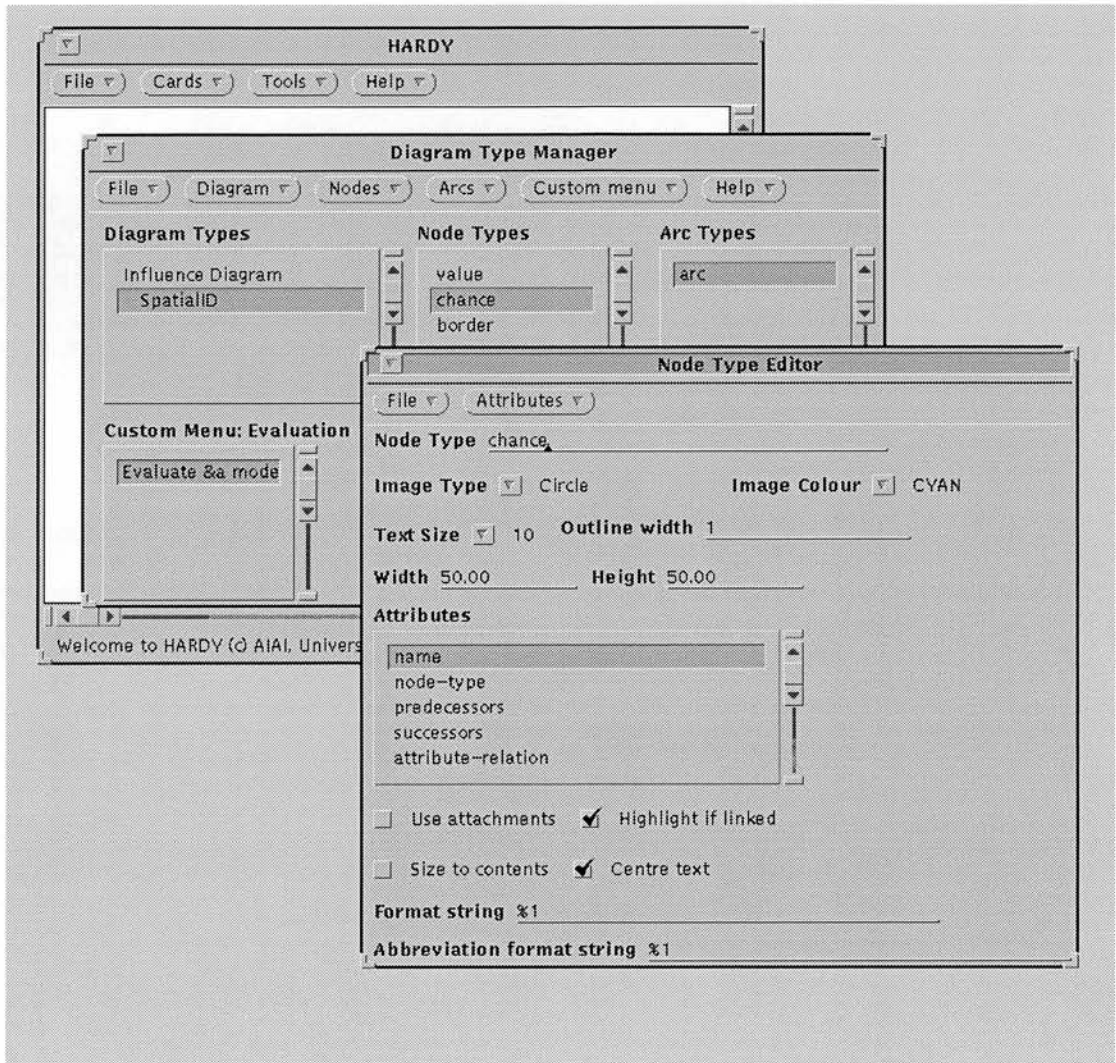 HARDY
File Cards Tools Help
Diagram Type Manager
File Diagram Nodes Arcs Custom menu Help
Diagram Types Node Types Arc Types
Influence Diagram
SpatialID
value
chance
border
arc
Custom Menu: Evaluation
Evaluate &a mode
Welcome to HARDY (c) AIAI, Univers
Node Type Editor
File Attributes
Node Type chance
Image Type Circle Image Colour CYAN
Text Size 10 Outline width 1
Width 50.00 Height 50.00
Attributes
name
node-type
predecessors
successors
attribute-relation
Use attachments Highlight if linked
Size to contents Centre text
Format string %1
Abbreviation format string %1